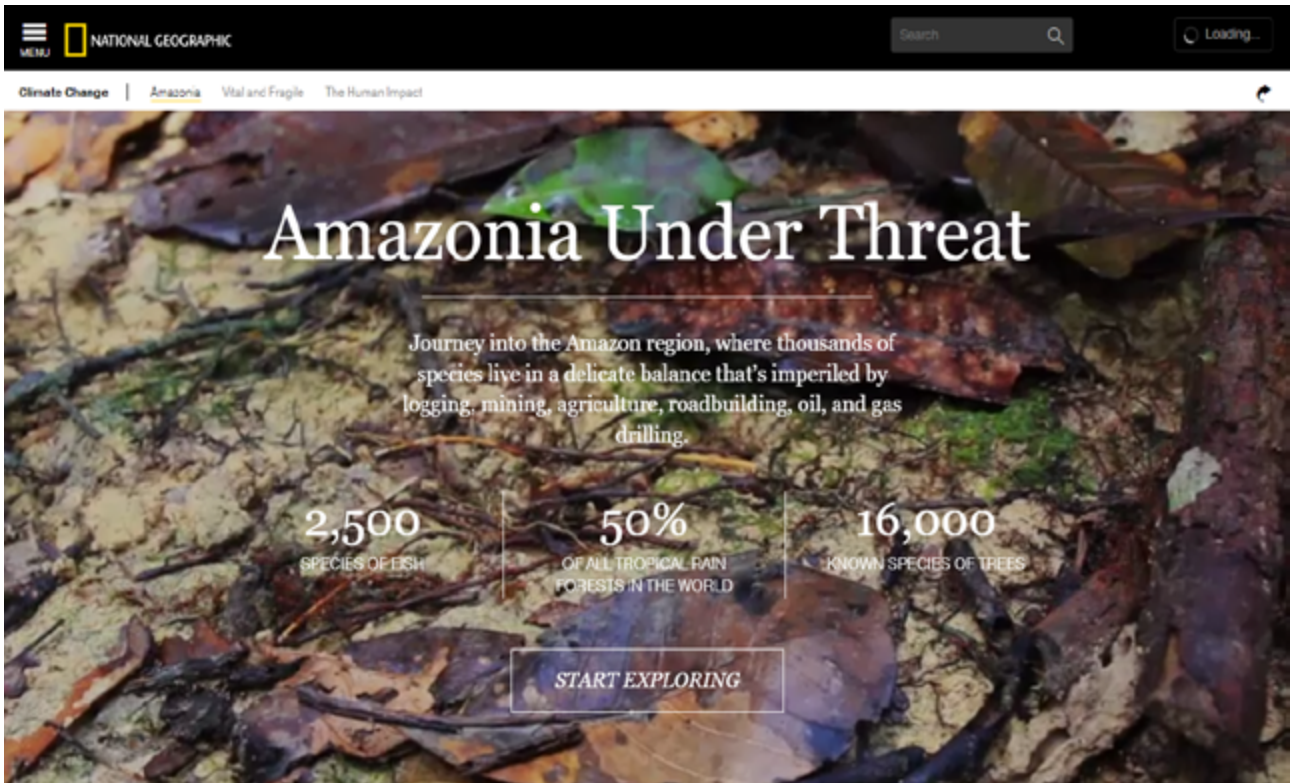 MENU
NATIONAL GEOGRAPHIC
Search
Loading...
Climate Change | Amazonia Vital and Fragile The Human Impact
Amazonia Under Threat
Journey into the Amazon region, where thousands of
species live in a delicate balance that's imperiled by
logging, mining, agriculture, roadbuilding, oil, and gas
drilling.
2,500
SPECIES OF FISH
50%
OF ALL TROPICAL RAIN
FORESTS IN THE WORLD
16,000
KNOWN SPECIES OF TREES
START EXPLORING